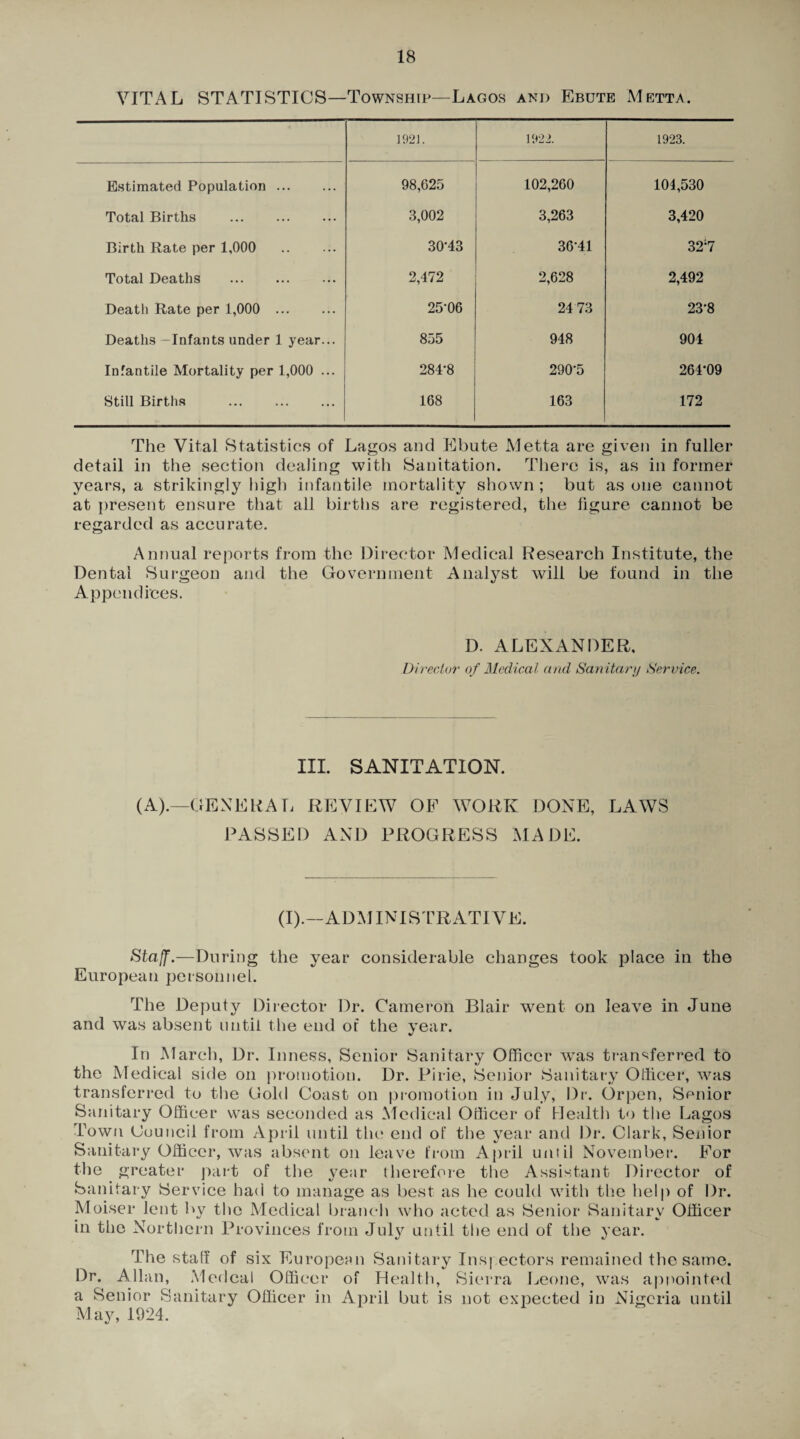 18
VITAL STATISTICS—Township—Lagos and Ebute Metta.
1921. 1922. 1923.
Estimated Population ... ... 98,625 102,260 104,530
Total Births ... ... ... 3,002 3,263 3,420
Birth Rate per 1,000 .. ... 30·43 36·41 32·7
Total Deaths ... ... ... 2,472 2,628 2,492
Death Rate per 1,000 ... ... 25·06 24 73 23·8
Deaths—Infants under 1 year... 855 948 904
Infantile Mortality per 1,000 ... 284·8 290·5 264·09
Still Births ... ... ... 168 163 172
The Vital Statistics of Lagos and Ebute Metta are given in fuller
detail in the section dealing with Sanitation. There is, as in former
years, a strikingly high infantile mortality shown; but as one cannot
at present ensure that all births are registered, the figure cannot be
regarded as accurate.
Annual reports from the Director Medical Research Institute, the
Dental Surgeon and the Government Analyst will be found in the
Appendices.
D. ALEXANDER,
Director of Medical and Sanitary Service.
III. SANITATION.
(A).—GENERAL REVIEW OF WORK DONE, LAWS
PASSED AND PROGRESS MADE.
(I).—ADMINISTRATIVE.
Staff.—During the year considerable changes took place in the
European personnel.
The Deputy Director Dr. Cameron Blair went on leave in June
and was absent until the end of the year.
In March, Dr. Inness, Senior Sanitary Officer was transferred to
the Medical side on promotion. Dr. Pirie, Senior Sanitary Officer, was
transferred to the Gold Coast on promotion in July, Dr. Orpen, Senior
Sanitary Officer was seconded as Medical Officer of Health to the Lagos
Town Council from April until the end of the year and Dr. Clark, Senior
Sanitary Officer, was absent on leave from April until November. For
the greater part of the year therefore the Assistant Director of
Sanitary Service had to manage as best as he could with the help of Dr.
Moiser lent by the Medical branch who acted as Senior Sanitary Officer
in the Northern Provinces from July until the end of the year.
The staff of six European Sanitary Inspectors remained the same.
Dr. Allan, Medcal Officer of Health, Sierra Leone, was appointed
a Senior Sanitary Officer in April but is not expected in Nigeria until
May, 1924.